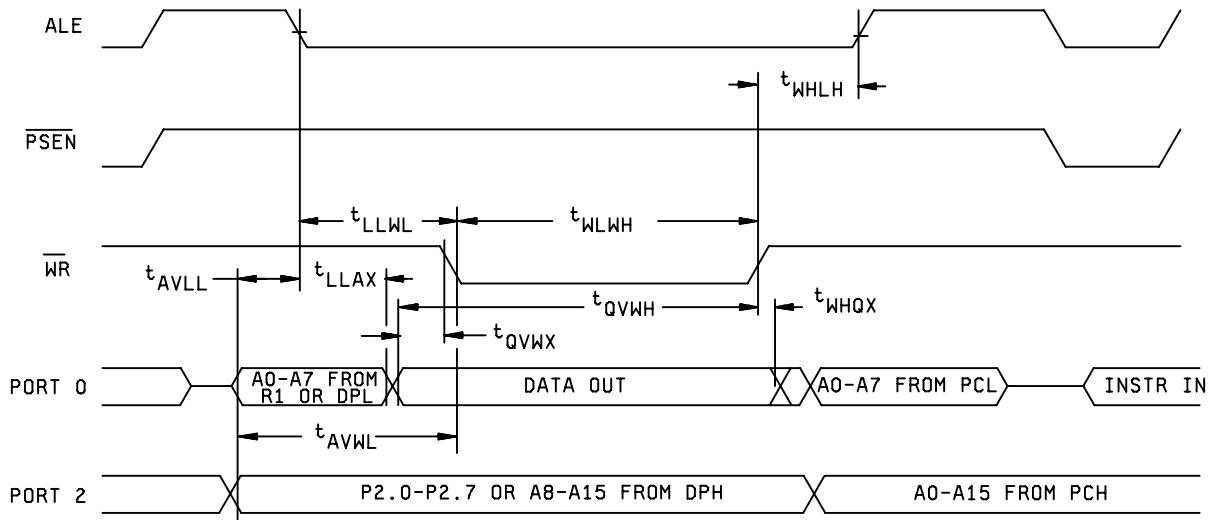 ALE
tWHLH
PSEN
tLLWL
tWLWH
WR
tAVLL
tLLAX
tQVWH
tWHQX
tQVWX
PORT 0
A0-A7 FROM
R1 OR DPL
DATA OUT
A0-A7 FROM PCL
INSTR IN
tAVWL
PORT 2
P2.0-P2.7 OR A8-A15 FROM DPH
A0-A15 FROM PCH